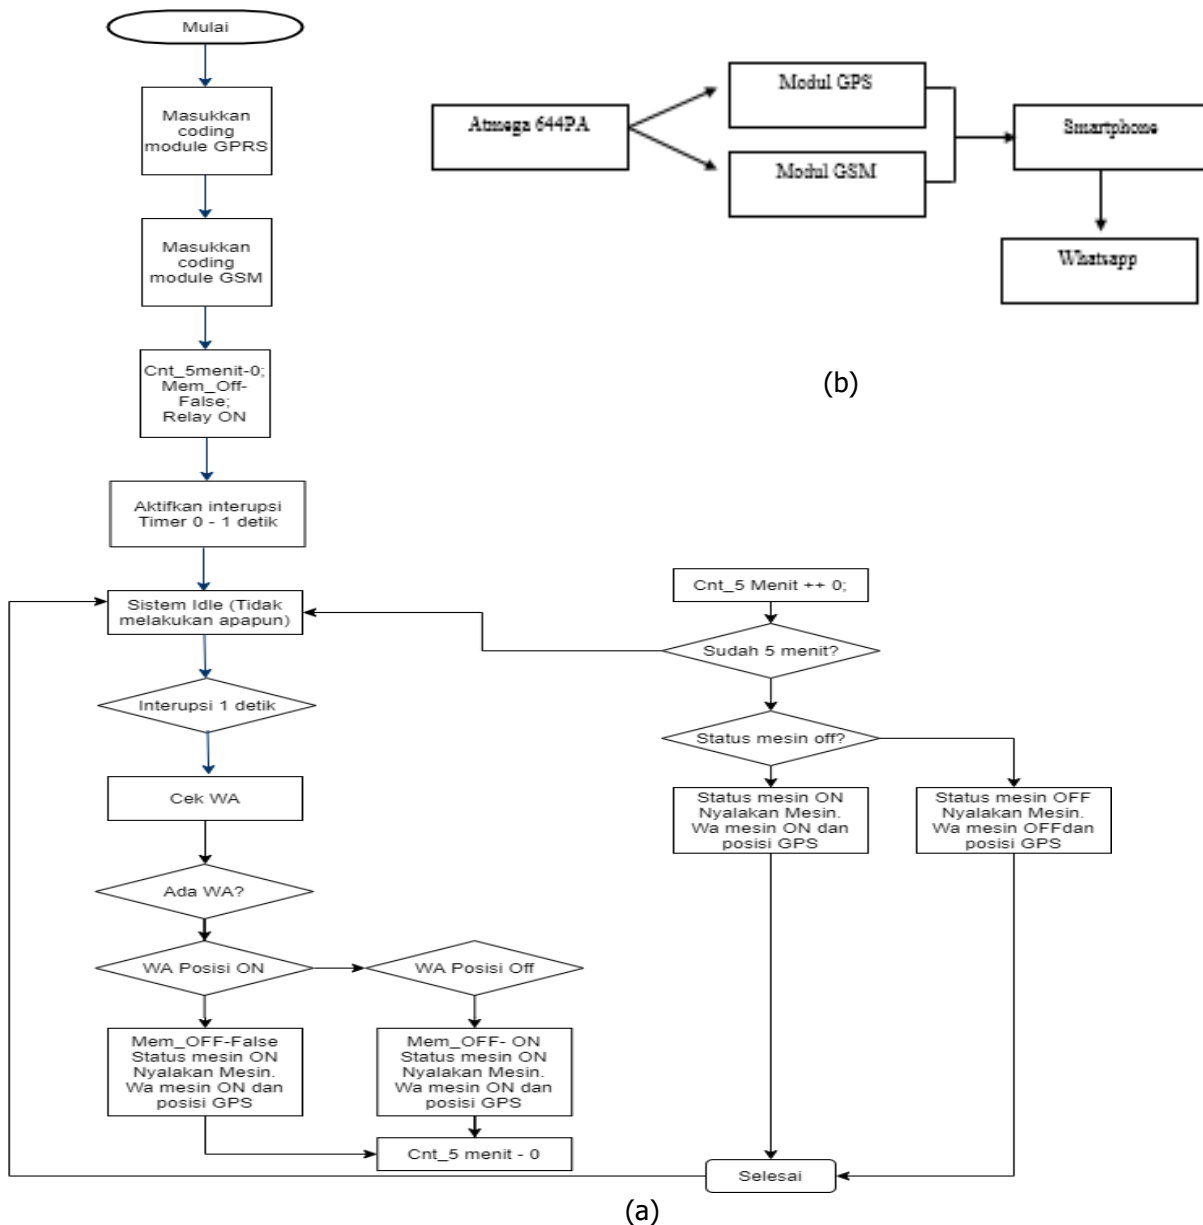 Mulai
Masukkan
coding
module GPRS
Masukkan
coding
module GSM
Cnt_5menit-0;
Mem_Off-
False;
Relay ON
Aktifkan interupsi
Timer 0 - 1 detik
Sistem Idle (Tidak
melakukan apapun)
Interupsi 1 detik
Cek WA
Ada WA?
WA Posisi ON
WA Posisi Off
Mem_OFF-False
Status mesin ON
Nyalakan Mesin.
Wa mesin ON dan
posisi GPS
Mem_OFF- ON
Status mesin ON
Nyalakan Mesin.
Wa mesin ON dan
posisi GPS
Cnt_5 menit - 0
Cnt_5 Menit ++ 0;
Sudah 5 menit?
Status mesin off?
Status mesin ON
Nyalakan Mesin.
Wa mesin ON dan
posisi GPS
Status mesin OFF
Nyalakan Mesin.
Wa mesin OFFdan
posisi GPS
Selesai
(a)
Atmega 644PA
Modul GPS
Modul GSM
Smartphone
Whatsapp
(b)